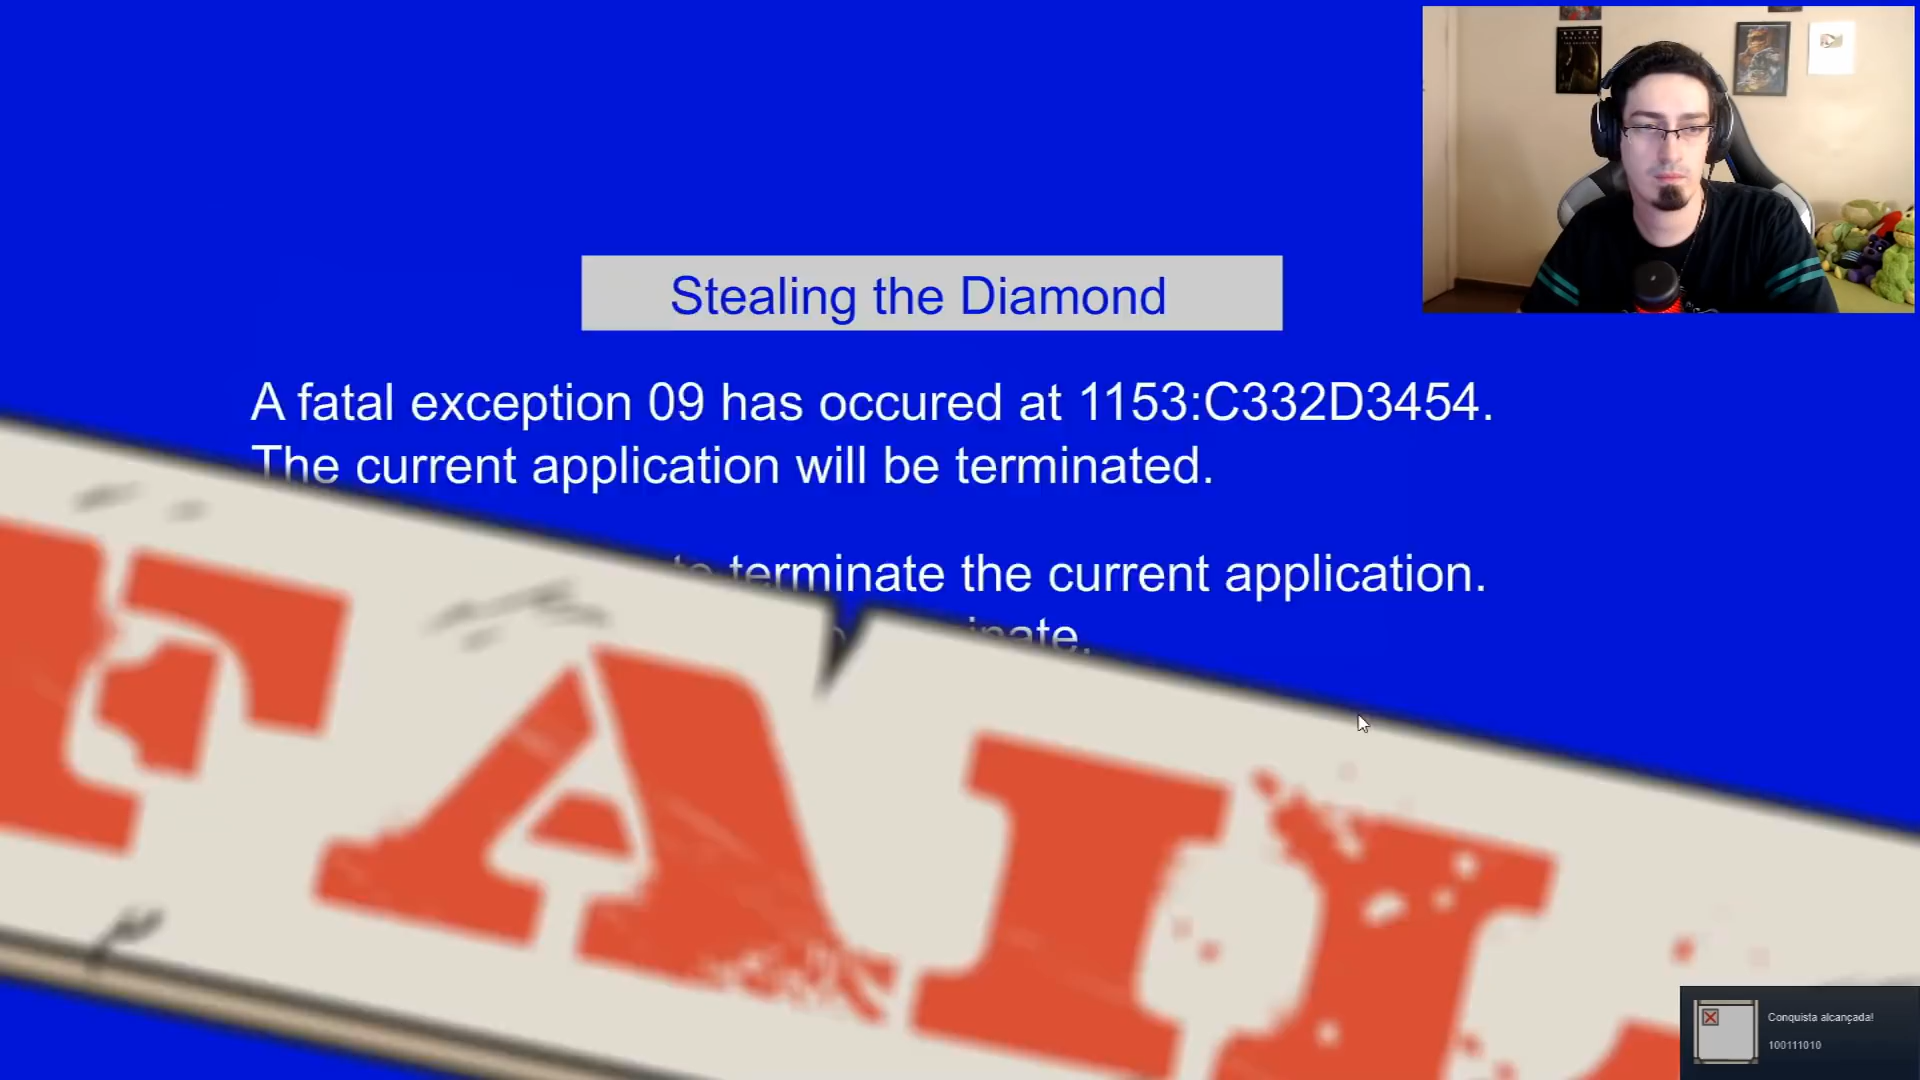 Stealing the Diamond
A fatal exception 09 has occured at 1153:C332D3454.
The current application will be terminated.
terminate the current application.
FAIL
Conquista alcançada!
100111010